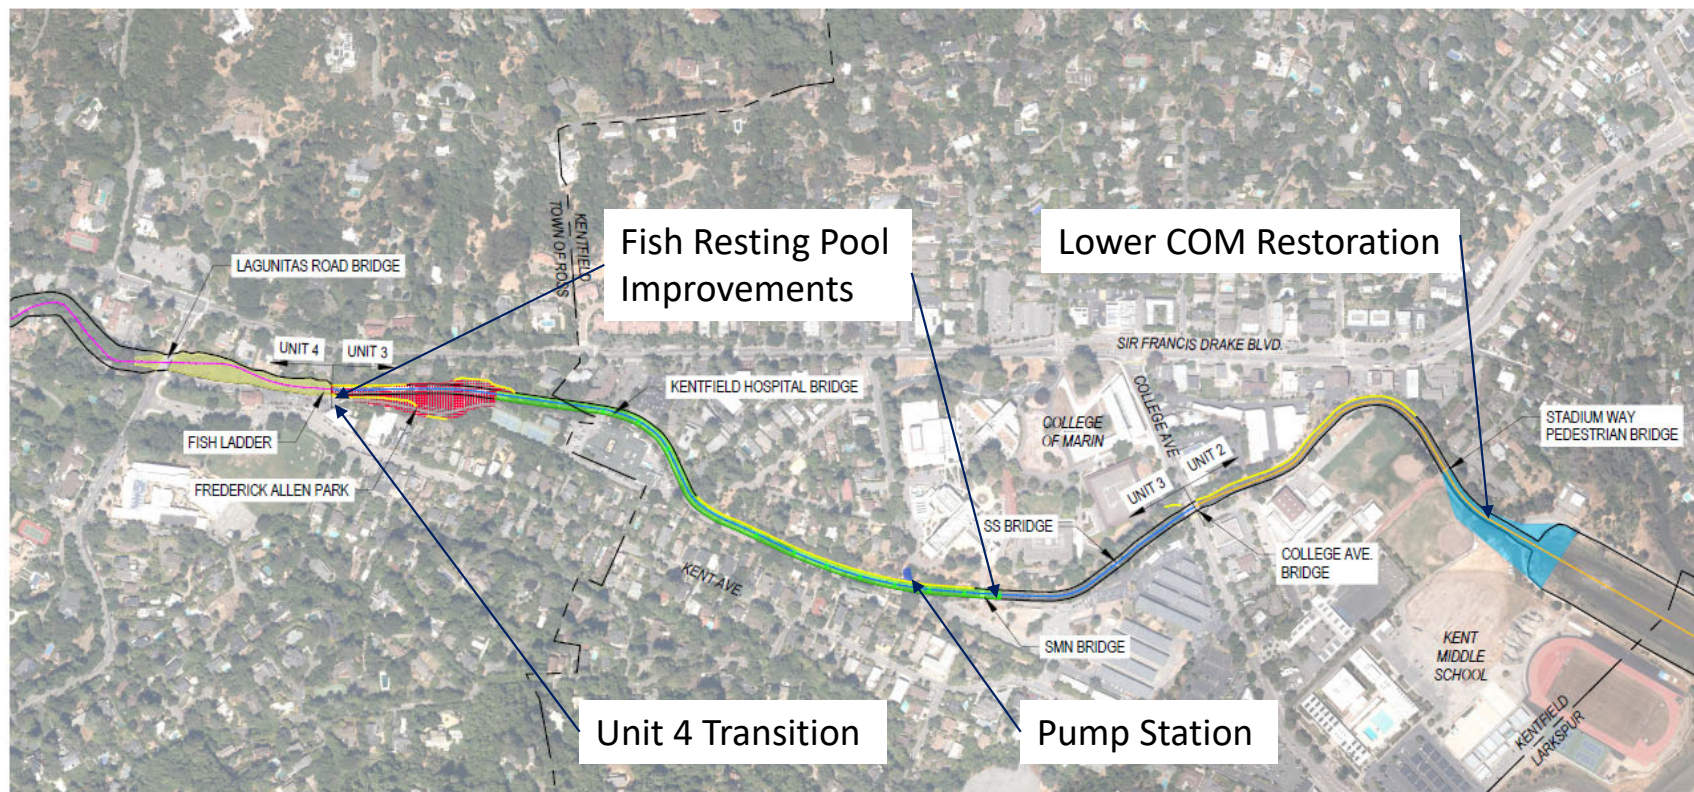 KENTFIELD
TOWN OF ROSS
Fish Resting Pool
Improvements
Lower COM Restoration
LAGUNITAS ROAD BRIDGE
UNIT 4
UNIT 3
SIR FRANCIS DRAKE BLVD.
KENTFIELD HOSPITAL BRIDGE
COLLEGE AVE
COLLEGE
OF MARIN
STADIUM WAY
PEDESTRIAN BRIDGE
FISH LADDER
UNIT 2
UNIT 3
FREDERICK ALLEN PARK
SS BRIDGE
COLLEGE AVE.
BRIDGE
KENT AVE.
SMN BRIDGE
KENT
MIDDLE
SCHOOL
Unit 4 Transition
Pump Station
KENTFIELD
LARKSPUR